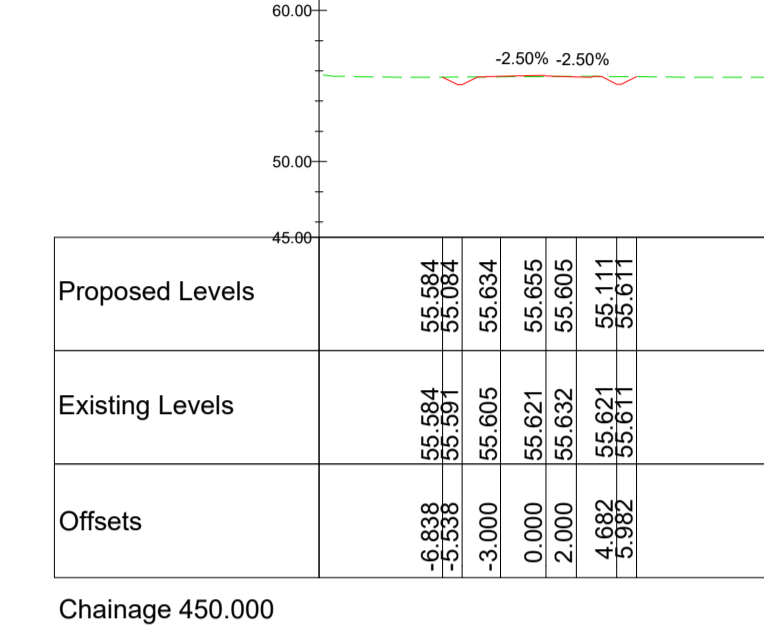 60.00
-2.50% -2.50%
50.00
45.00
Proposed Levels 55.584 55.084 55.634 55.655 55.605 55.111 55.611
Existing Levels 55.584 55.591 55.605 55.621 55.632 55.621 55.611
Offsets -6.838 -5.538 -3.000 0.000 2.000 4.682 5.982
Chainage 450.000